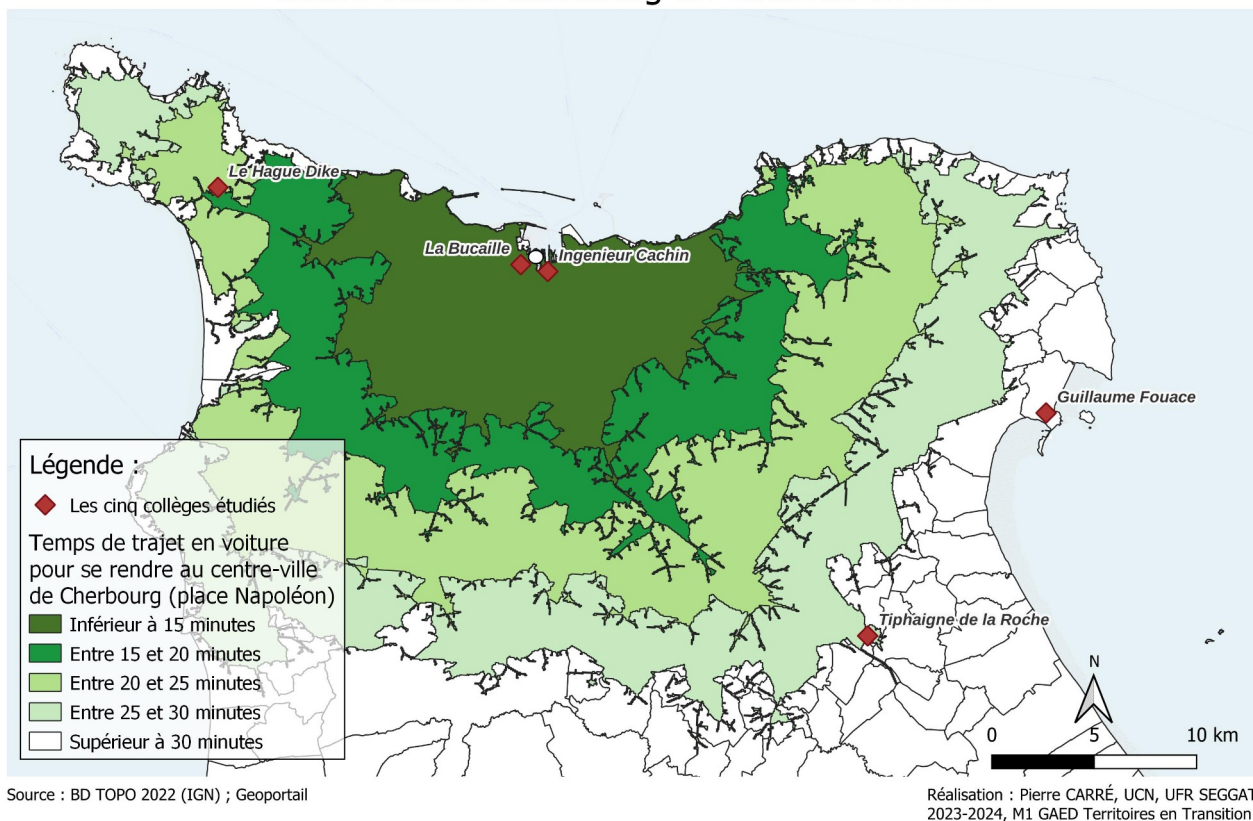 Le Hague Dike
La Bucaille
Ingenieur Cachin
Guillaume Fouace
Tiphaigne de la Roche
Légende :
Les cinq collèges étudiés
Temps de trajet en voiture
pour se rendre au centre-ville
de Cherbourg (place Napoléon)
Inférieur à 15 minutes
Entre 15 et 20 minutes
Entre 20 et 25 minutes
Entre 25 et 30 minutes
Supérieur à 30 minutes
N
0 5 10 km
Source : BD TOPO 2022 (IGN) ; Geoportail
Réalisation : Pierre CARRÉ, UCN, UFR SEGGAT
2023-2024, M1 GAED Territoires en Transition